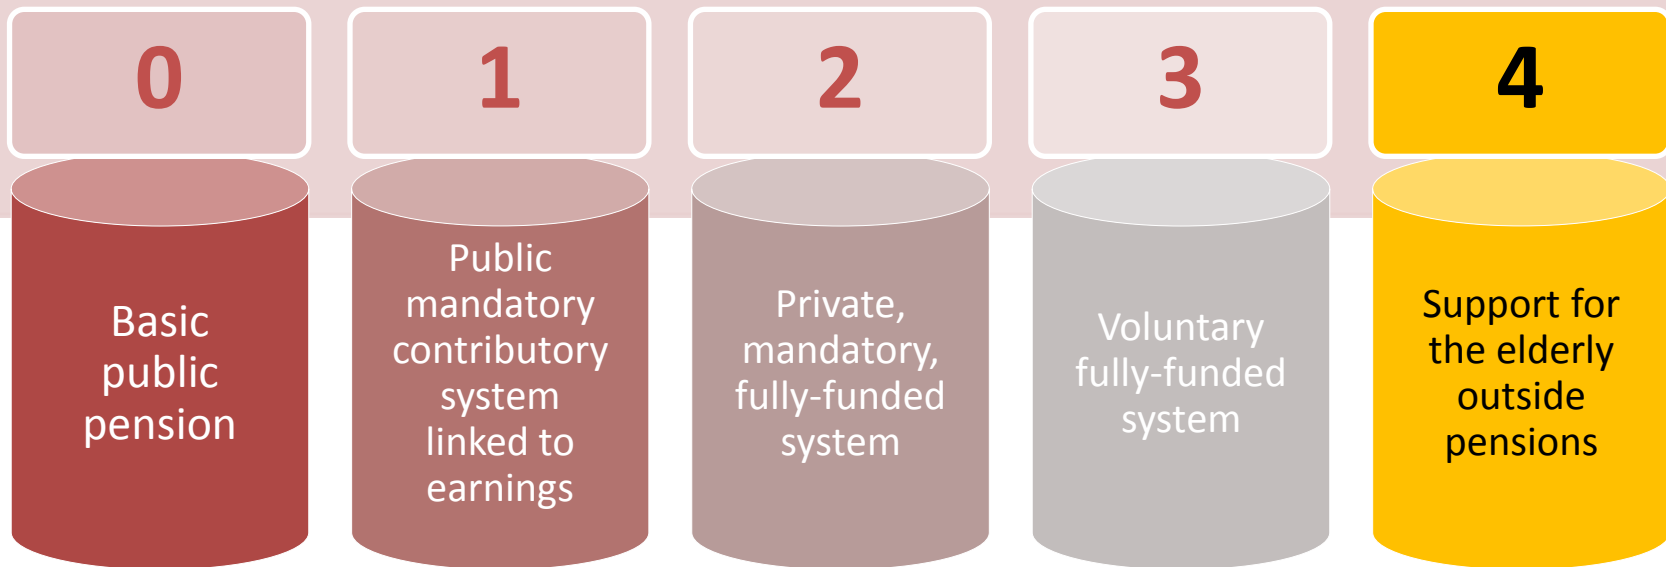 0
1
2
3
4
Basic
public
pension
Public
mandatory
contributory
system
linked to
earnings
Private,
mandatory,
fully-funded
system
Voluntary
fully-funded
system
Support for
the elderly
outside
pensions